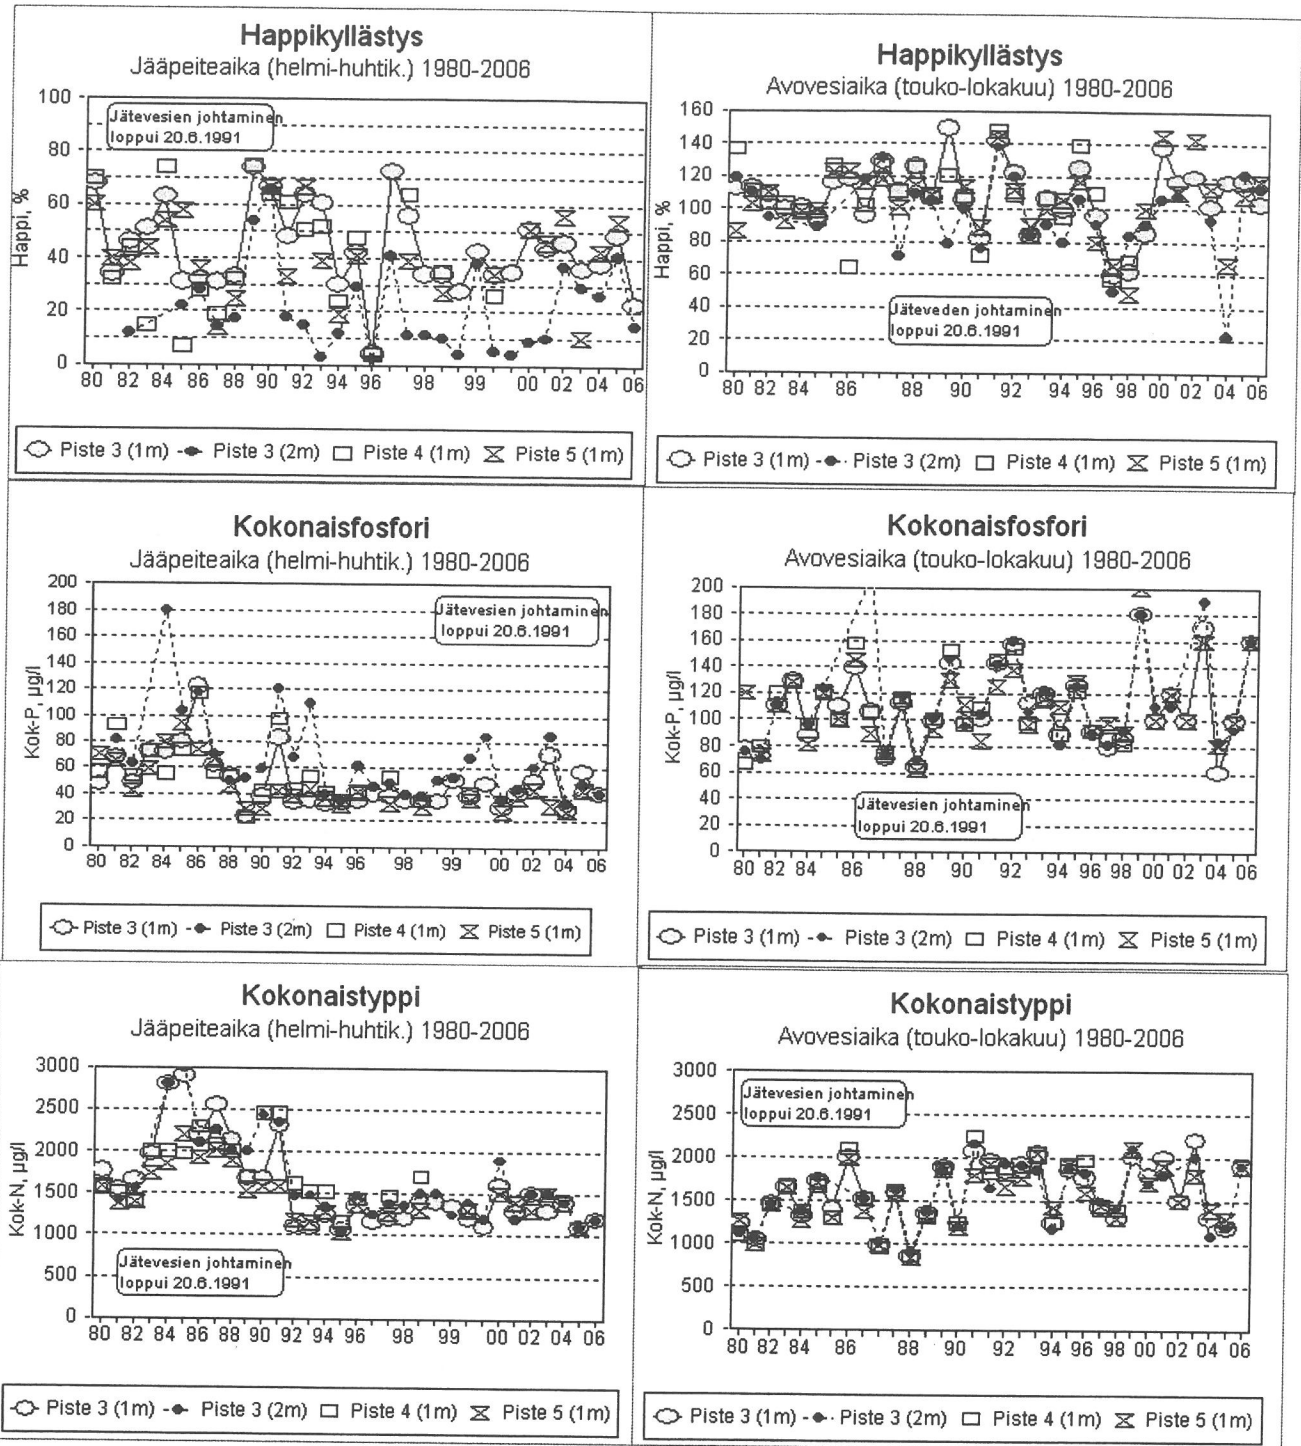 Happikyllästys
Jääpeiteaika (helmi-huhtik.) 1980-2006
100
80
60
40
20
0
Happi, %
Jätevesien johtaminen
loppui 20.6.1991
80 82 84 86 88 90 92 94 96 98 99 00 02 04 06
Piste 3 (1m) Piste 3 (2m) Piste 4 (1m) Piste 5 (1m)
Happikyllästys
Avovesiaika (touko-lokakuu) 1980-2006
160
140
120
100
80
60
40
20
0
Happi, %
Jäteveden johtaminen
loppui 20.6.1991
80 82 84 86 88 90 92 94 96 98 00 02 04 06
Piste 3 (1m) Piste 3 (2m) Piste 4 (1m) Piste 5 (1m)
Kokonaisfosfori
Jääpeiteaika (helmi-huhtik.) 1980-2006
200
180
160
140
120
100
80
60
40
20
0
Kok-P, µg/l
Jätevesien johtaminen
loppui 20.6.1991
80 82 84 86 88 90 92 94 96 98 99 00 02 04 06
Piste 3 (1m) Piste 3 (2m) Piste 4 (1m) Piste 5 (1m)
Kokonaisfosfori
Avovesiaika (touko-lokakuu) 1980-2006
200
180
160
140
120
100
80
60
40
20
0
Kok-P, µg/l
Jätevesien johtaminen
loppui 20.6.1991
80 82 84 86 88 90 92 94 96 98 00 02 04 06
Piste 3 (1m) Piste 3 (2m) Piste 4 (1m) Piste 5 (1m)
Kokonaistyppi
Jääpeiteaika (helmi-huhtik.) 1980-2006
3000
2500
2000
1500
1000
500
0
Kok-N, µg/l
Jätevesien johtaminen
loppui 20.6.1991
80 82 84 86 88 90 92 94 96 98 99 00 02 04 06
Piste 3 (1m) Piste 3 (2m) Piste 4 (1m) Piste 5 (1m)
Kokonaistyppi
Avovesiaika (touko-lokakuu) 1980-2006
3000
2500
2000
1500
1000
500
0
Kok-N, µg/l
Jätevesien johtaminen
loppui 20.6.1991
80 82 84 86 88 90 92 94 96 98 00 02 04 06
Piste 3 (1m) Piste 3 (2m) Piste 4 (1m) Piste 5 (1m)